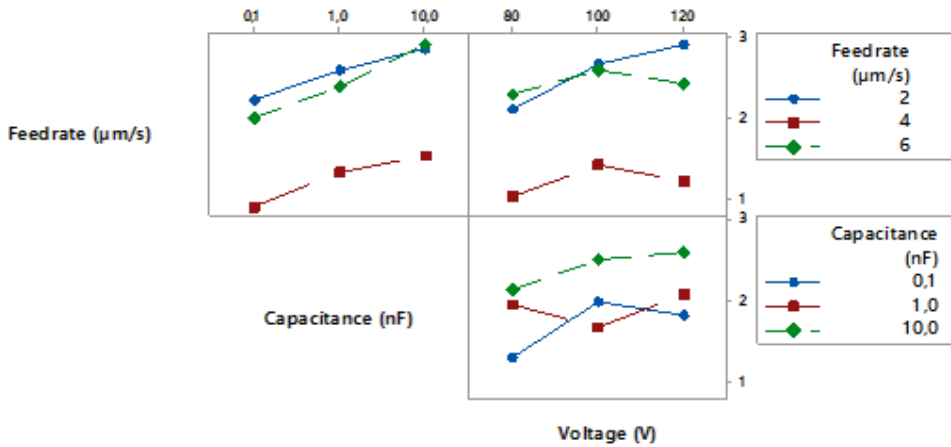 0,1 1,0 10,0 80 100 120
3
2
1
Feedrate (µm/s)
Feedrate
(µm/s)
2
4
6
3
2
1
Capacitance (nF)
Capacitance
(nF)
0,1
1,0
10,0
Voltage (V)